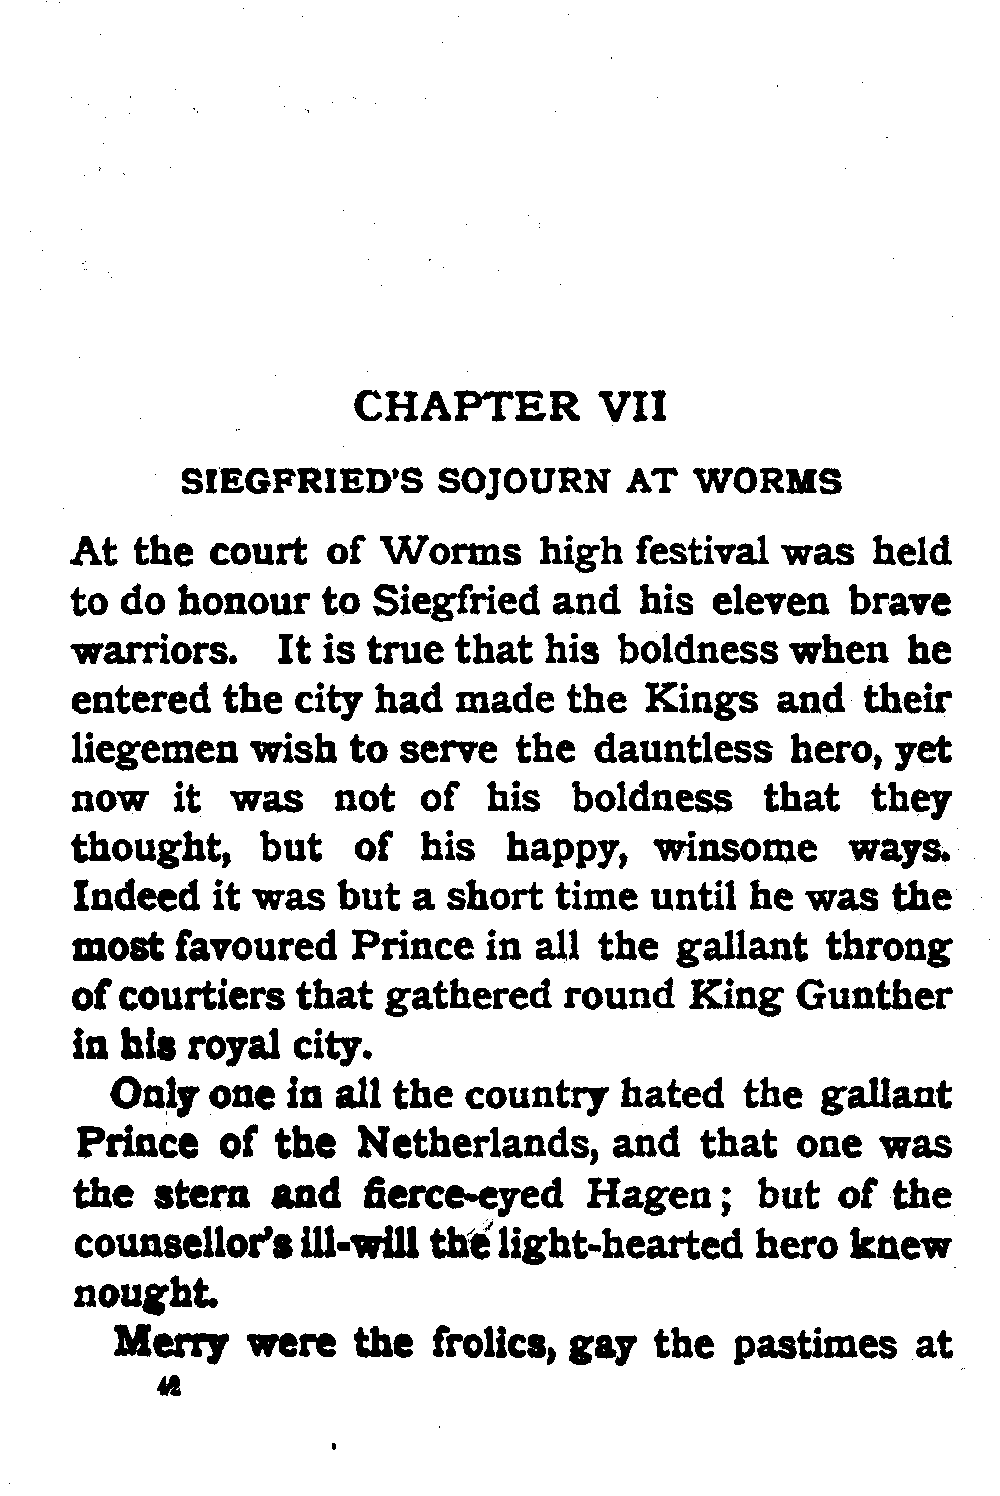 CHAPTER VII
SIEGFRIED'S SOJOURN AT WORMS
At the court of Worms high festival was held
to do honour to Siegfried and his eleven brave
warriors. It is true that his boldness when he
entered the city had made the Kings and their
liegemen wish to serve the dauntless hero, yet
now it was not of his boldness that they
thought, but of his happy, winsome ways.
Indeed it was but a short time until he was the
most favoured Prince in all the gallant throng
of courtiers that gathered round King Gunther
in his royal city.
Only one in all the country hated the gallant
Prince of the Netherlands, and that one was
the stern and fierce-eyed Hagen; but of the
counsellor's ill-will the light-hearted hero knew
nought.
Merry were the frolics, gay the pastimes at
42